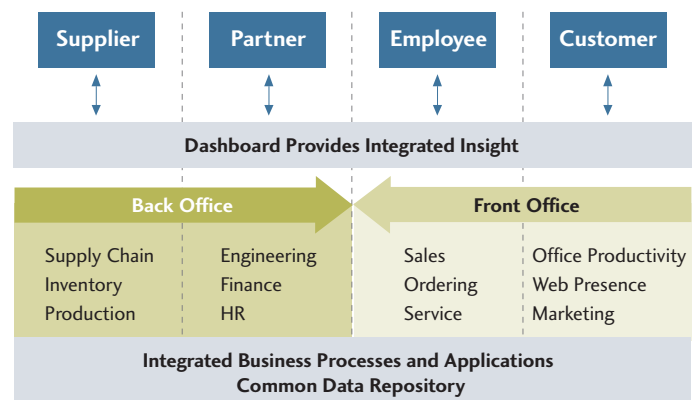 Supplier
Partner
Employee
Customer
Dashboard Provides Integrated Insight
Back Office
Front Office
Supply Chain
Inventory
Production
Engineering
Finance
HR
Sales
Ordering
Service
Office Productivity
Web Presence
Marketing
Integrated Business Processes and Applications
Common Data Repository